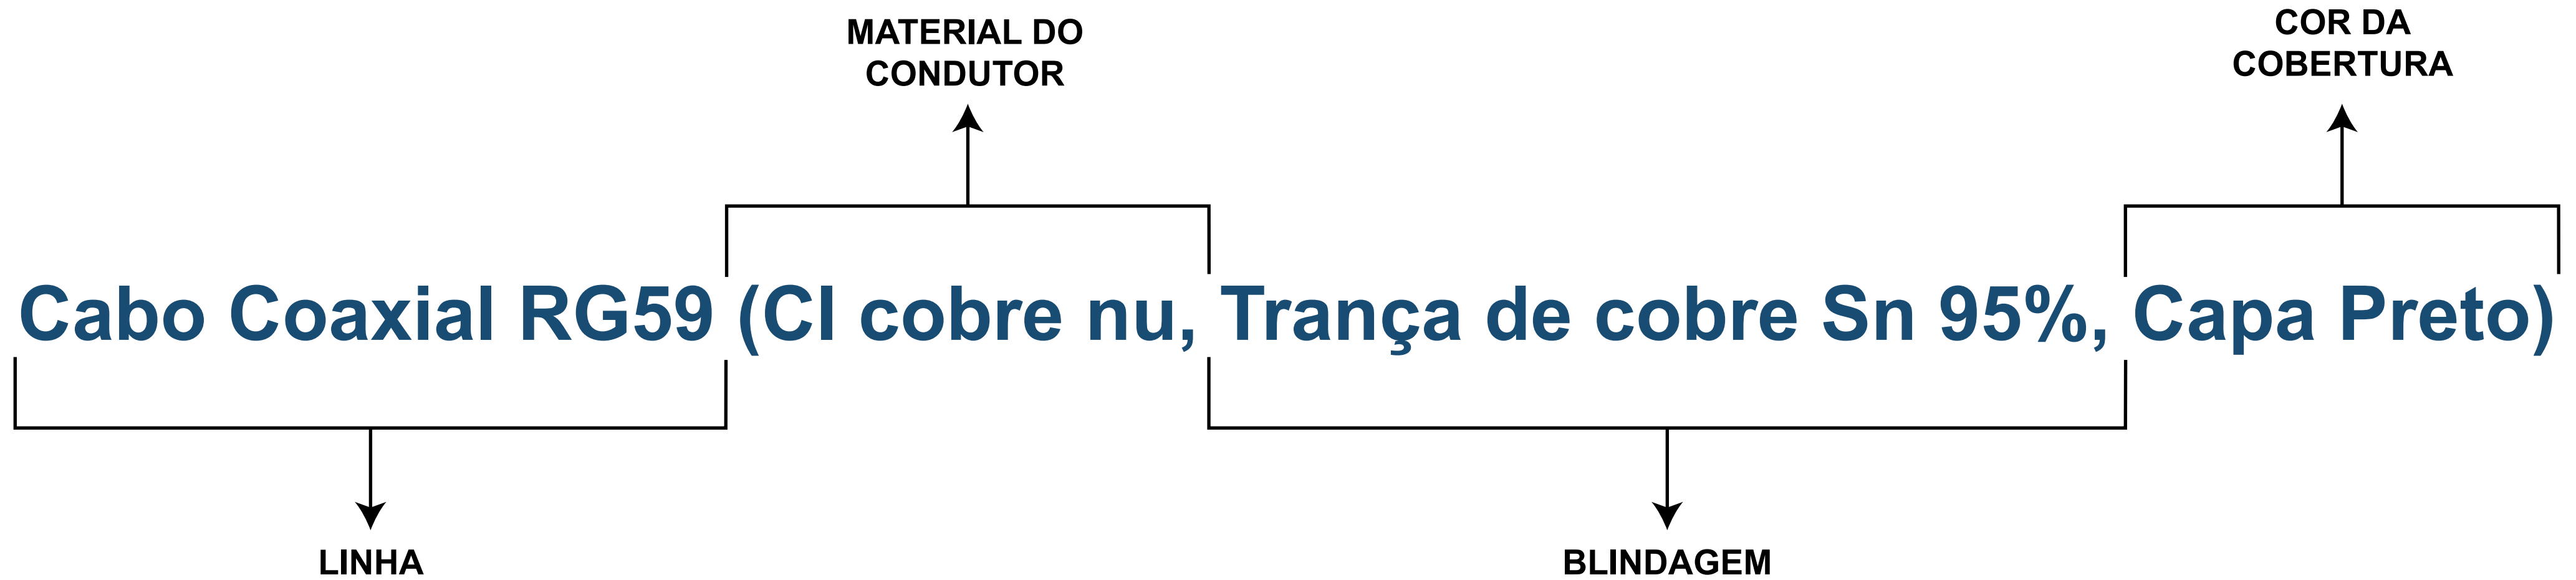 MATERIAL DO
CONDUTOR
COR DA
COBERTURA
Cabo Coaxial RG59 (CI cobre nu, Trança de cobre Sn 95%, Capa Preto)
LINHA
BLINDAGEM